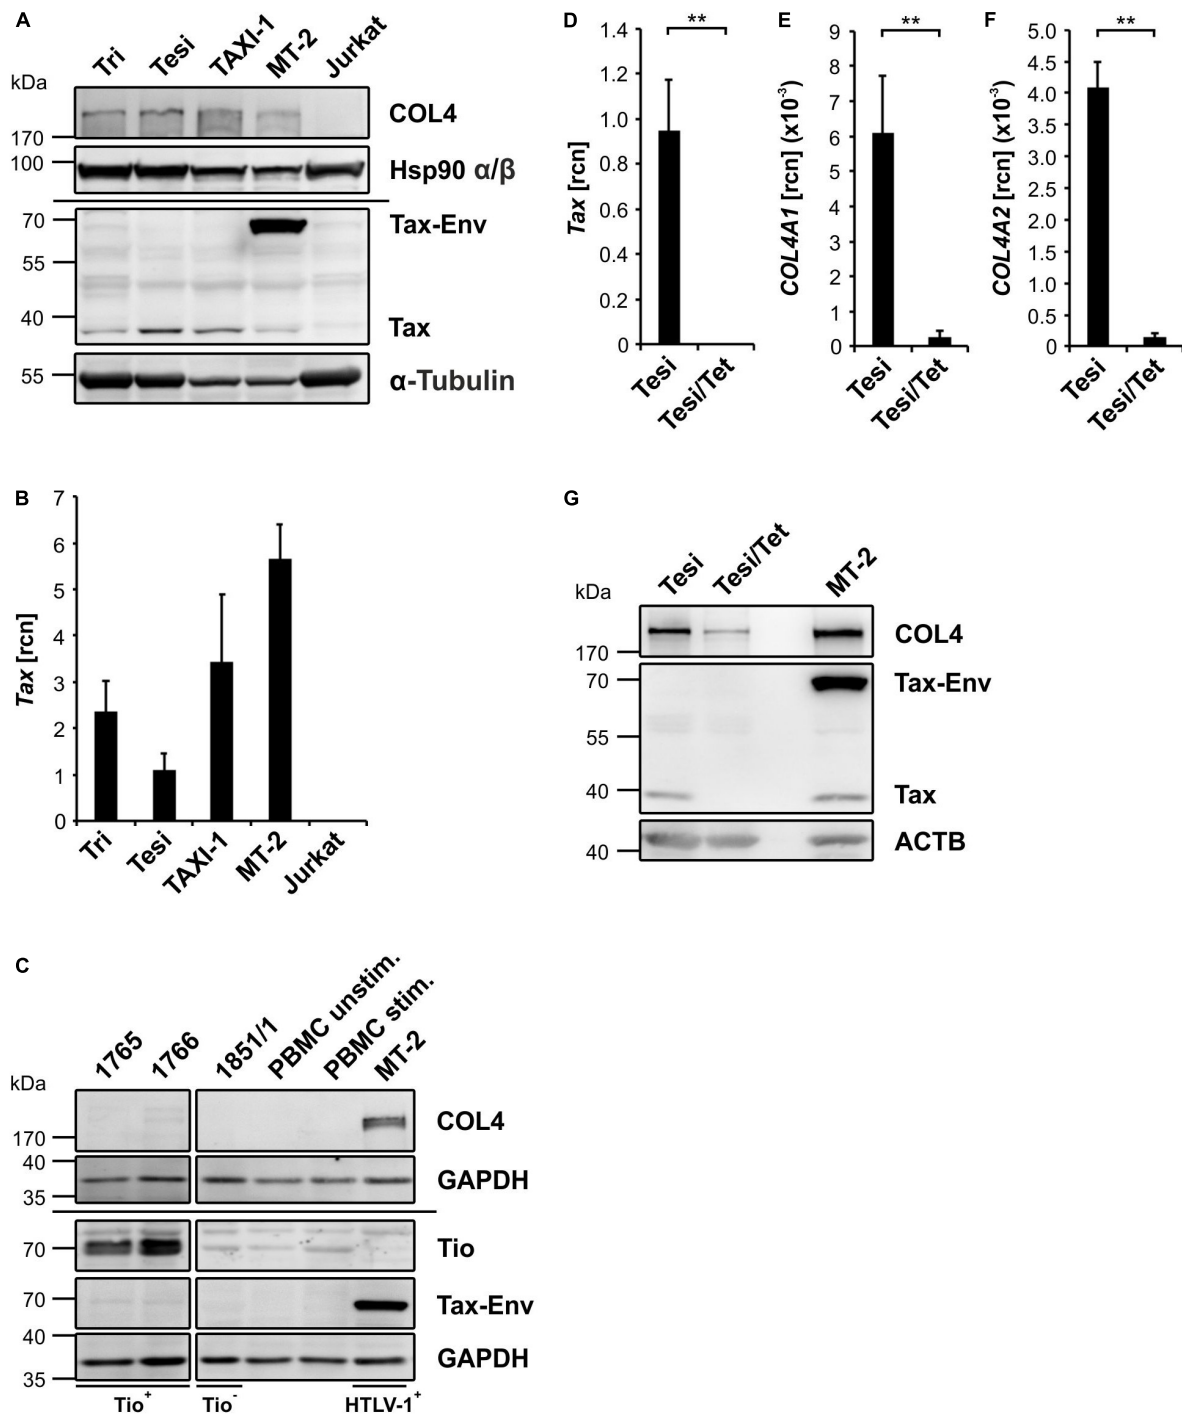 A
Tri Tesi TAXI-1 MT-2 Jurkat
kDa
COL4
170
100
Hsp90 α/β
70
Tax-Env
55
40
Tax
55
α-Tubulin
B
Tax [rcn]
7
6
5
4
3
2
1
0
Tri Tesi TAXI-1 MT-2 Jurkat
C
1765 1766 1851/1 PBMC unstim. PBMC stim. MT-2
kDa
COL4
170
40
GAPDH
35
70
Tio
70
Tax-Env
40
GAPDH
35
Tio+ Tio- HTLV-1+
D
**
Tax [rcn]
1.4
1.2
1.0
0.8
0.6
0.4
0.2
0
Tesi Tesi/Tet
E
**
COL4A1 [rcn] (x10-3)
9
8
7
6
5
4
3
2
1
0
Tesi Tesi/Tet
F
**
COL4A2 [rcn] (x10-3)
5.0
4.5
4.0
3.5
3.0
2.5
2.0
1.5
1.0
0.5
0
Tesi Tesi/Tet
G
Tesi Tesi/Tet MT-2
kDa
COL4
170
70
Tax-Env
55
40
Tax
ACTB
40